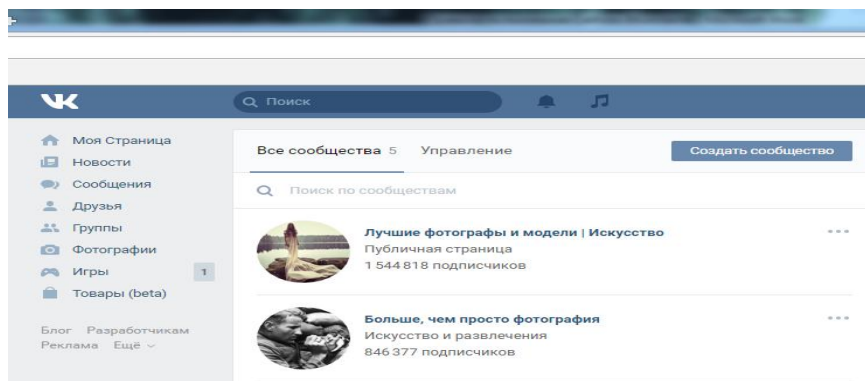 Поиск
Моя Страница
Новости
Сообщения
Друзья
Группы
Фотографии
Игры 1
Товары (beta)
Блог Разработчикам
Реклама Ещё
Все сообщества 5 Управление Создать сообщество
Поиск по сообществам
Лучшие фотографы и модели | Искусство
Публичная страница
1 544 818 подписчиков
Больше, чем просто фотография
Искусство и развлечения
846 377 подписчиков